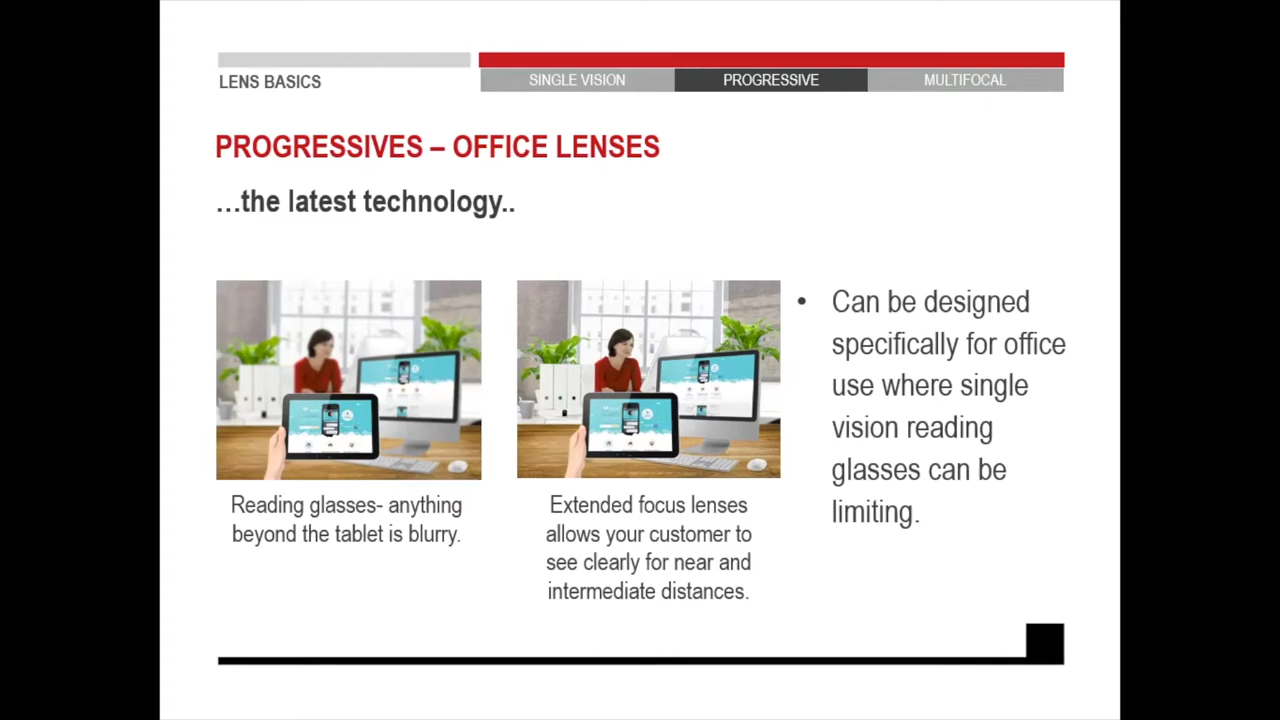 LENS BASICS
SINGLE VISION
PROGRESSIVE
MULTIFOCAL
PROGRESSIVES – OFFICE LENSES
…the latest technology..
Reading glasses- anything
beyond the tablet is blurry.
Extended focus lenses
allows your customer to
see clearly for near and
intermediate distances.
• Can be designed
specifically for office
use where single
vision reading
glasses can be
limiting.